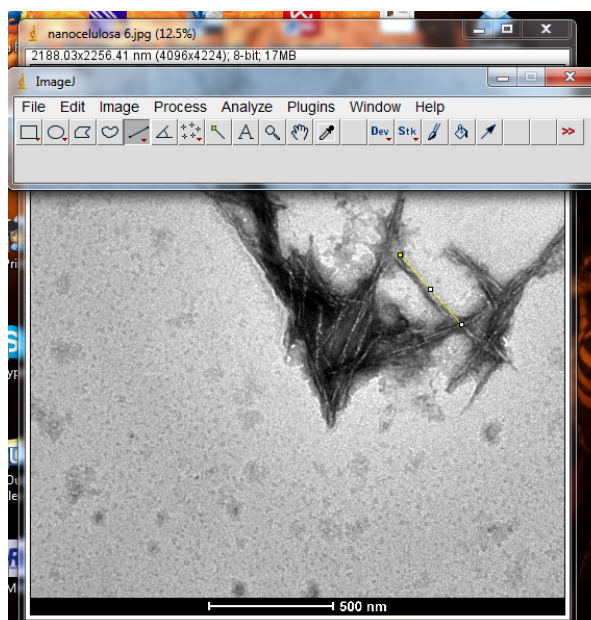 nanocelulosa 6.jpg (12.5%)
2188.03x2256.41 nm (4096x4224); 8-bit; 17MB
ImageJ
File Edit Image Process Analyze Plugins Window Help
A Dev Stk >>
500 nm